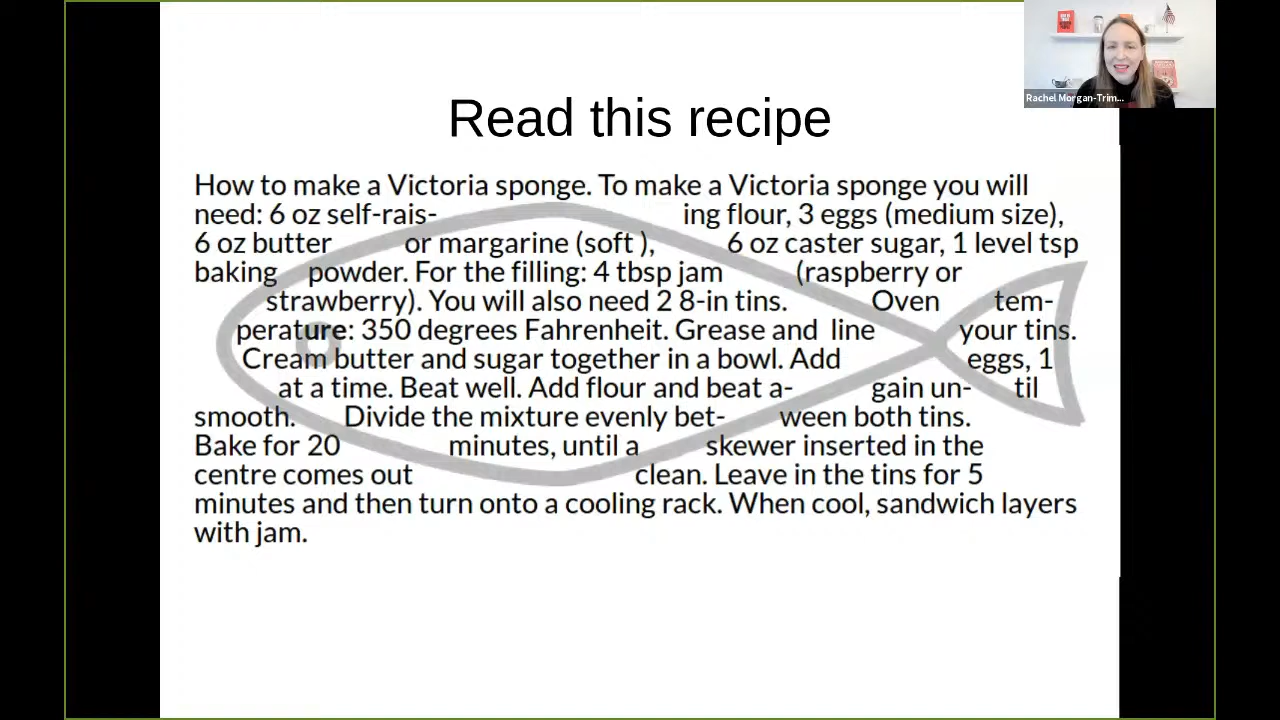 Read this recipe
How to make a Victoria sponge. To make a Victoria sponge you will
need: 6 oz self-rais- ing flour, 3 eggs (medium size),
6 oz butter or margarine (soft ), 6 oz caster sugar, 1 level tsp
baking powder. For the filling: 4 tbsp jam (raspberry or
strawberry). You will also need 2 8-in tins. Oven tem-
perature: 350 degrees Fahrenheit. Grease and line your tins.
Cream butter and sugar together in a bowl. Add eggs, 1
at a time. Beat well. Add flour and beat a- gain un- til
smooth. Divide the mixture evenly bet- ween both tins.
Bake for 20 minutes, until a skewer inserted in the
centre comes out clean. Leave in the tins for 5
minutes and then turn onto a cooling rack. When cool, sandwich layers
with jam.
Rachel Morgan-Trim...